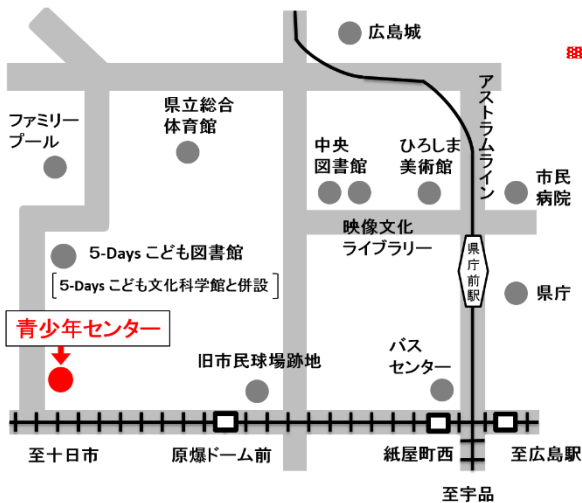 広島城
アストラムライン
県立総合
体育館
ファミリー
プール
中央
図書館
ひろしま
美術館
市民
病院
映像文化
ライブラリー
県庁前駅
5-Days こども図書館
5-Days こども文化科学館と併設
県庁
青少年センター
旧市民球場跡地
バス
センター
至十日市
原爆ドーム前
紙屋町西
至広島駅
至宇品